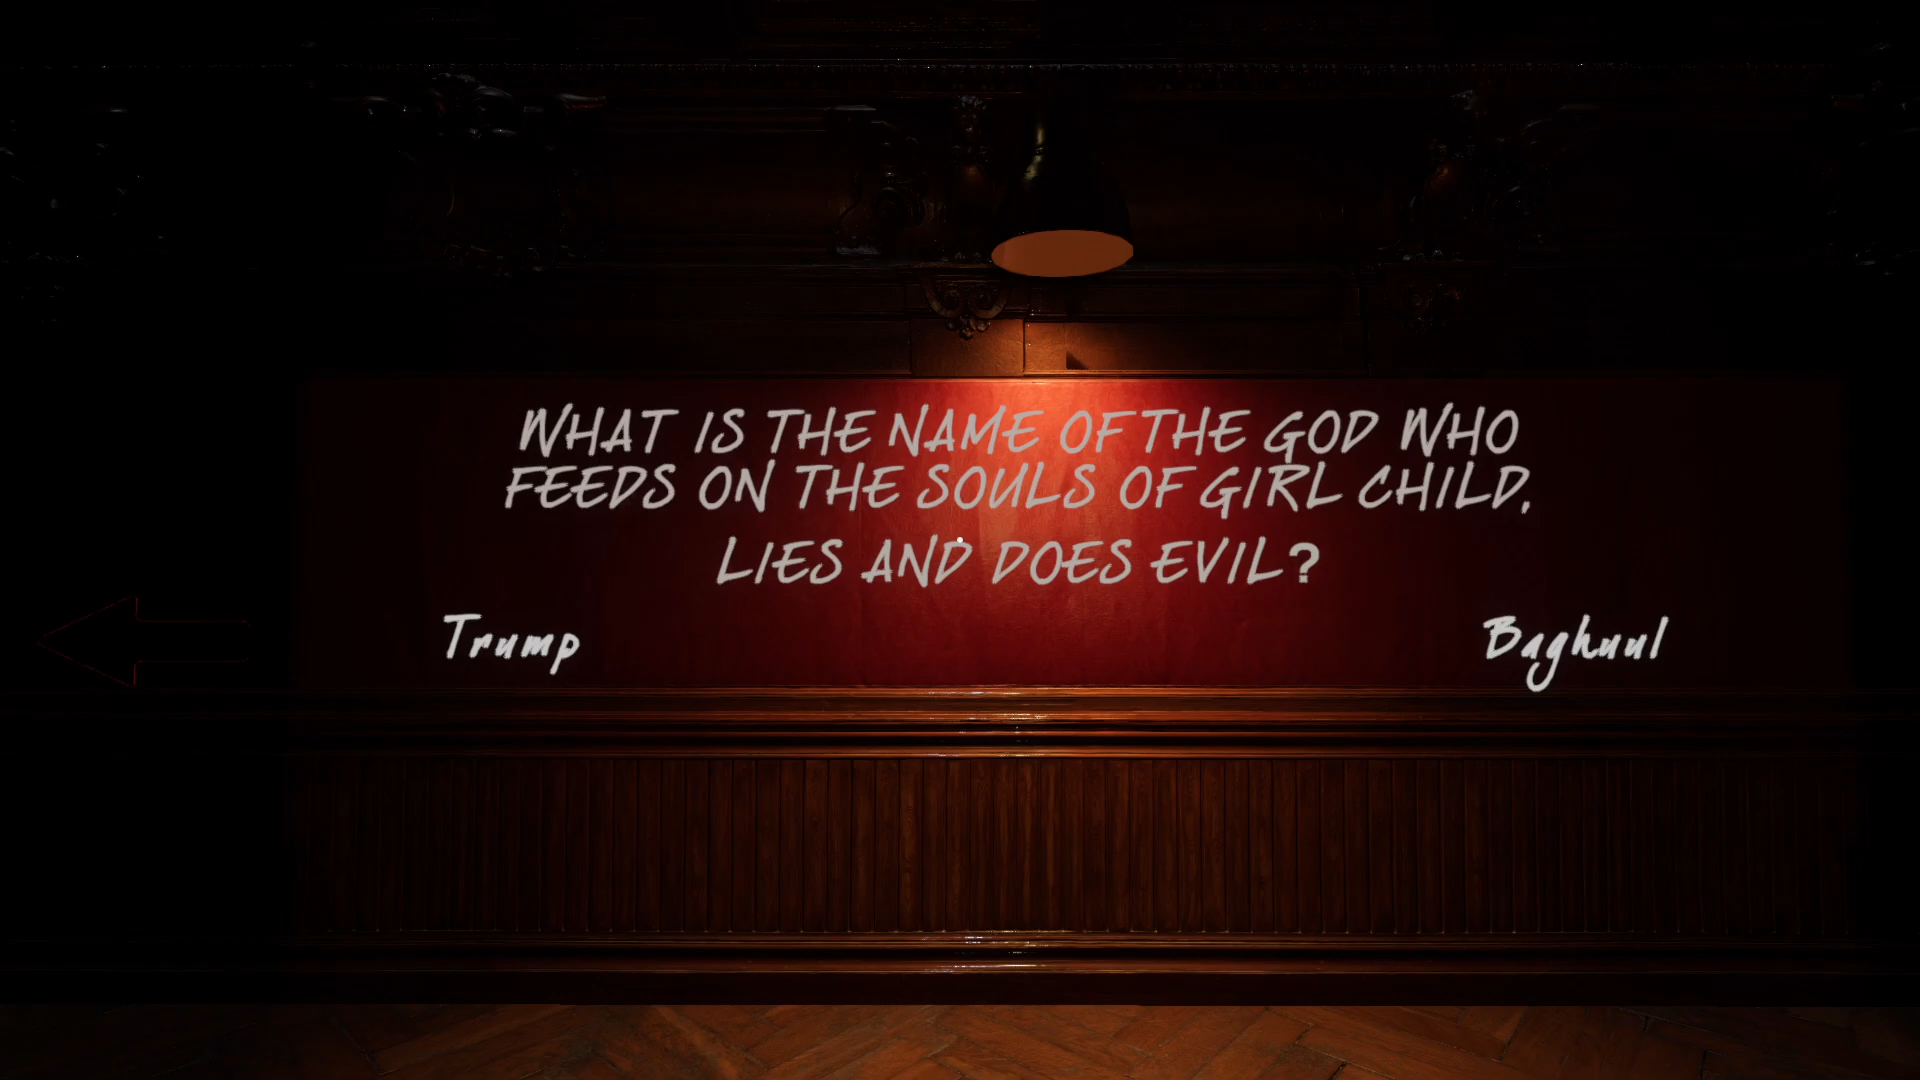 WHAT IS THE NAME OF THE GOD WHO
FEEDS ON THE SOULS OF GIRL CHILD,
LIES AND DOES EVIL?
Trump
Baghuul